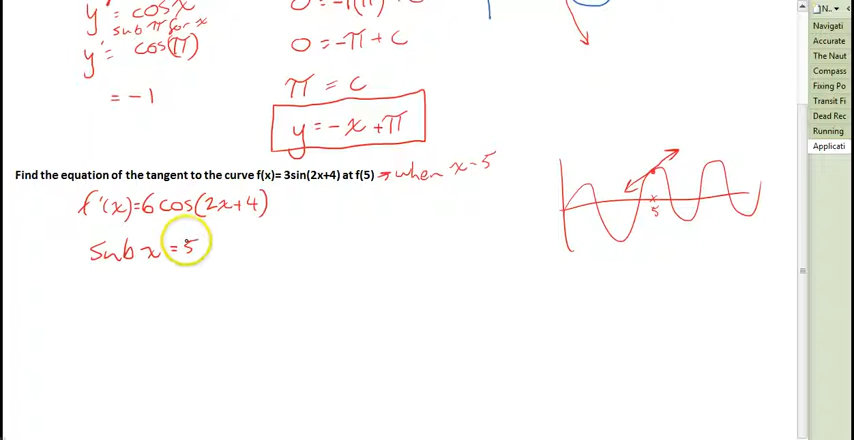 y' = cos x
sub π for x
y' = cos(π)
= -1
0 = -π + c
π = c
y = -x + π
Find the equation of the tangent to the curve f(x)= 3sin(2x+4) at f(5) → when x = 5
f'(x) = 6 cos(2x+4)
sub x = 5
5
N..
Navigati
Accurate
The Naut
Compass
Fixing Po
Transit Fi
Dead Rec
Running
Applicati